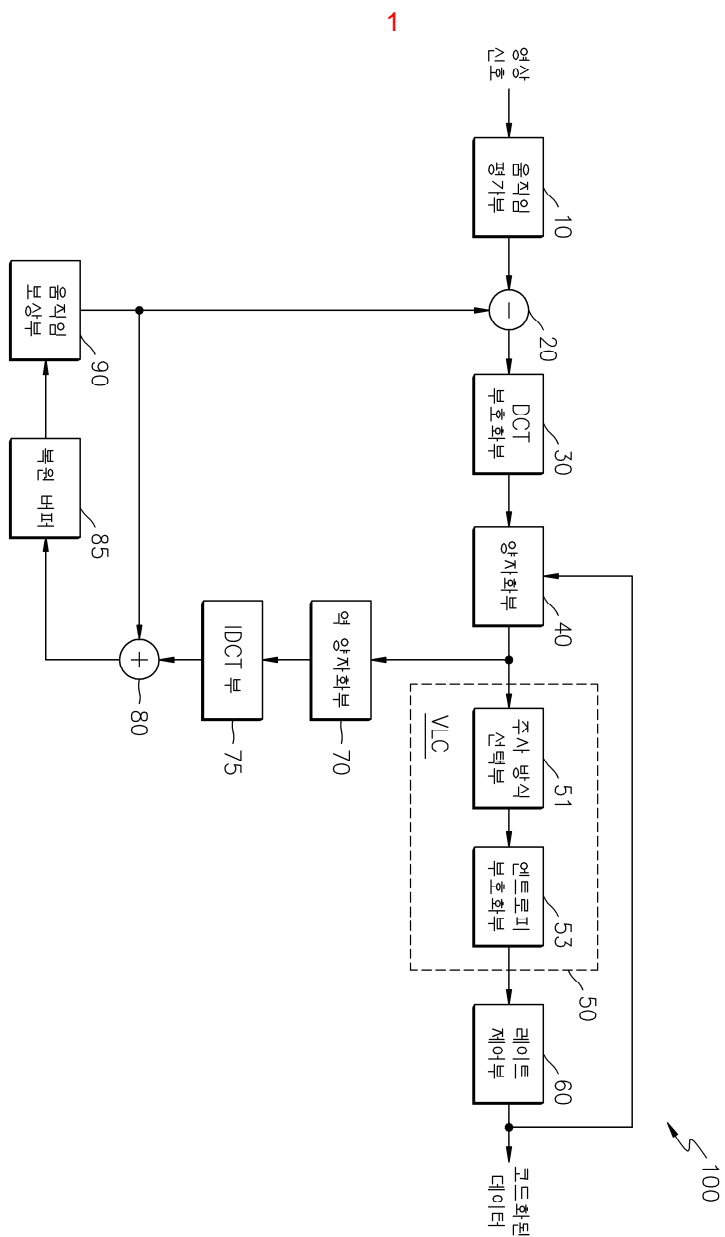 1
100
영상
신호
움직임
평가부
10
-
20
DCT
부호화부
30
양자화부
40
VLC
주사 방식
선택부
51
엔트로피
부호화부
53
50
레이트
제어부
60
코드화된
데이터
역 양자화부
70
IDCT 부
75
+
80
복원 버퍼
85
움직임
보상부
90